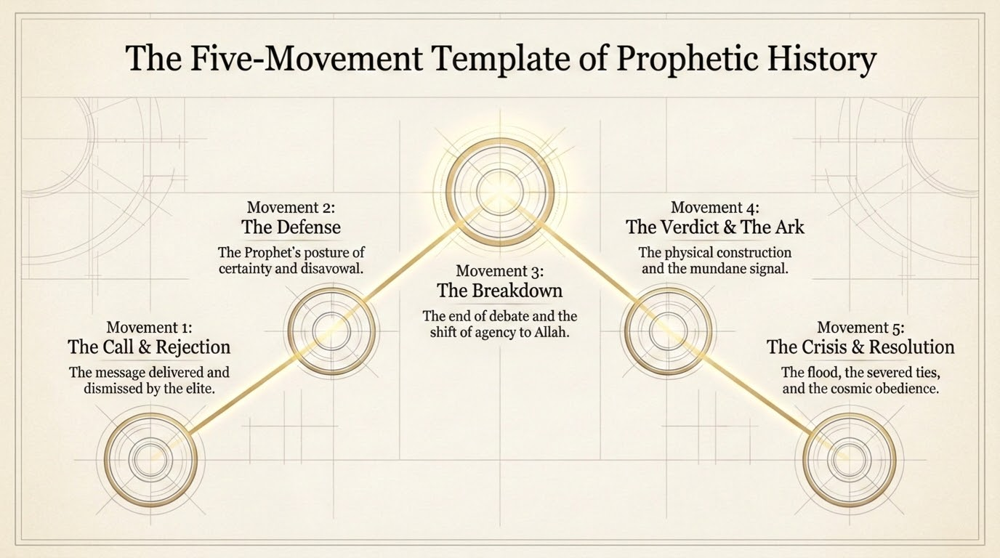 The Five-Movement Template of Prophetic History
Movement 1:
The Call & Rejection
The message delivered and
dismissed by the elite.
Movement 2:
The Defense
The Prophet's posture of
certainty and disavowal.
Movement 3:
The Breakdown
The end of debate and the
shift of agency to Allah.
Movement 4:
The Verdict & The Ark
The physical construction
and the mundane signal.
Movement 5:
The Crisis & Resolution
The flood, the severed ties,
and the cosmic obedience.